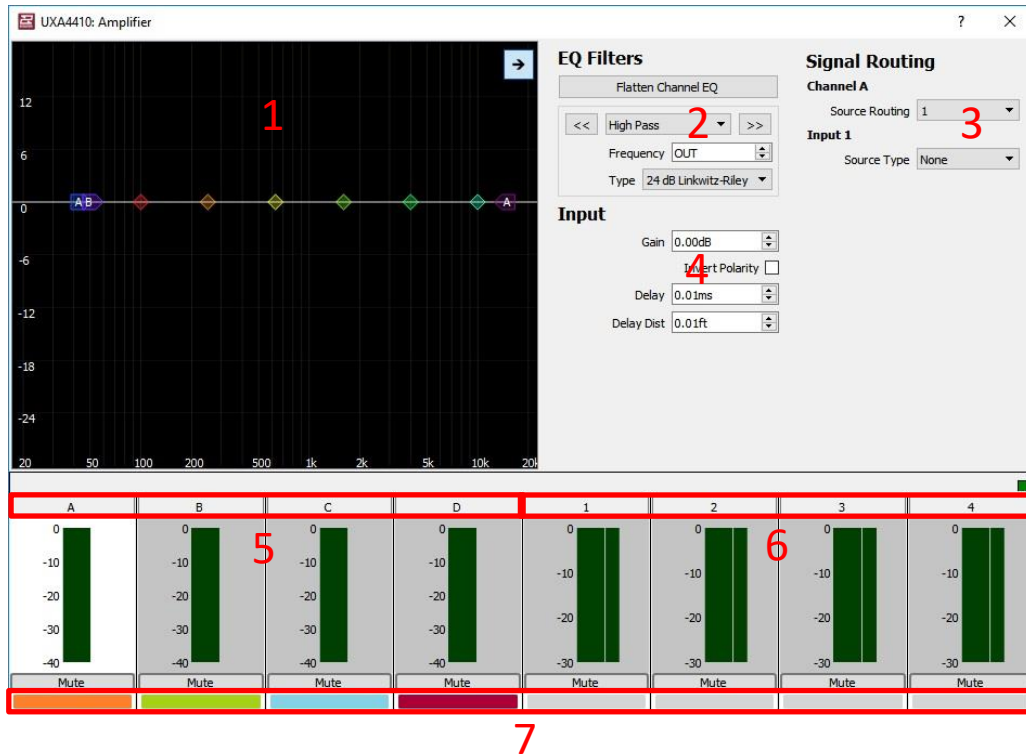 UXA4410: Amplifier ? ×
EQ Filters
Flatten Channel EQ
<< High Pass >>
2
Frequency OUT
Type 24 dB Linkwitz-Riley
Signal Routing
Channel A
Source Routing 1
3
Input 1
Source Type None
Input
Gain 0.00dB
Invert Polarity
4
Delay 0.01ms
Delay Dist 0.01ft
1
12
6
0
A B A
-6
-12
-18
-24
20 50 100 200 500 1k 2k 5k 10k 20k
A B C D 1 2 3 4
5 6
0 0 0 0 0 0 0 0
-10 -10 -10 -10 -10 -10 -10 -10
-20 -20 -20 -20 -20 -20 -20 -20
-30 -30 -30 -30 -30 -30 -30 -30
-40 -40 -40 -40
Mute Mute Mute Mute Mute Mute Mute Mute
7